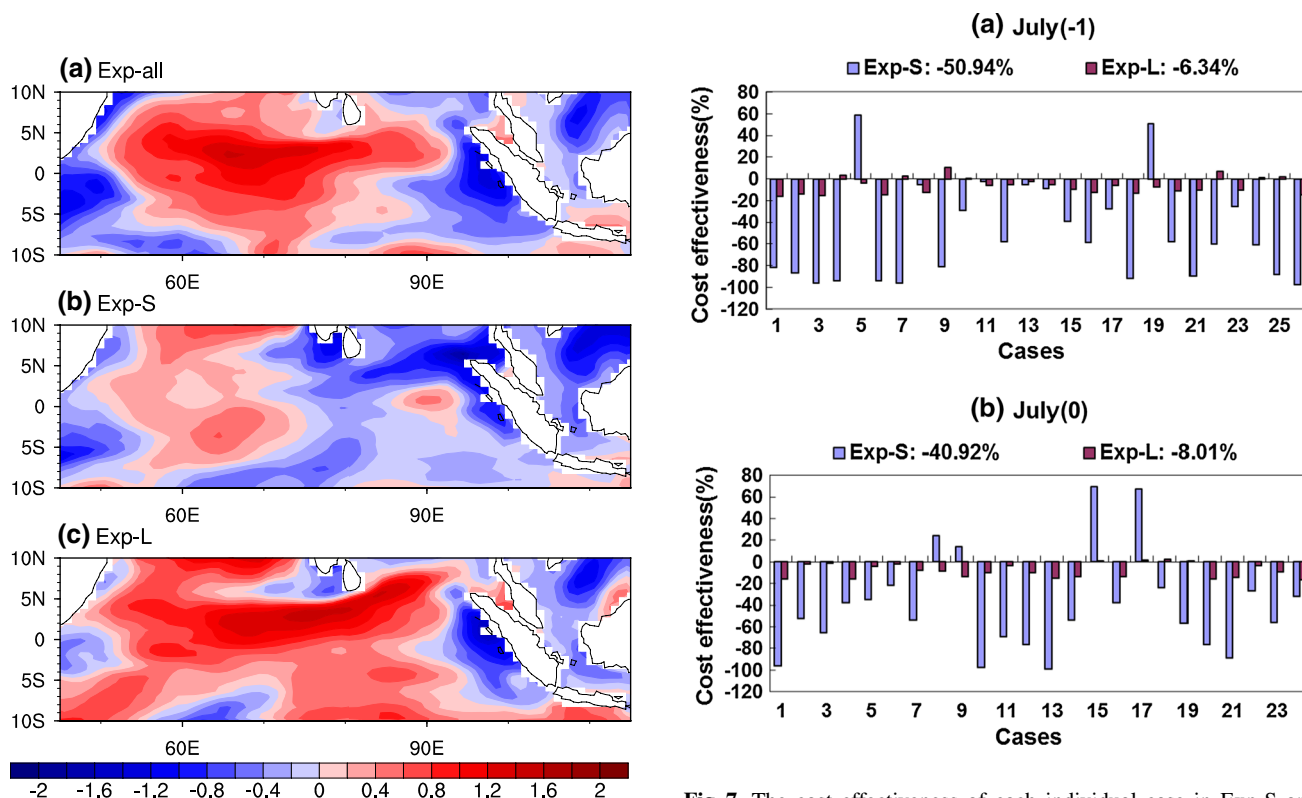 (a) Exp-all
10N
5N
0
5S
10S
60E
90E
(b) Exp-S
10N
5N
0
5S
10S
60E
90E
(c) Exp-L
10N
5N
0
5S
10S
60E
90E
-2 -1.6 -1.2 -0.8 -0.4 0 0.4 0.8 1.2 1.6 2
(a) July(-1)
Exp-S: -50.94% Exp-L: -6.34%
Cost effectiveness(%)
80
60
40
20
0
-20
-40
-60
-80
-100
-120
1 3 5 7 9 11 13 15 17 19 21 23 25
Cases
(b) July(0)
Exp-S: -40.92% Exp-L: -8.01%
Cost effectiveness(%)
80
60
40
20
0
-20
-40
-60
-80
-100
-120
1 3 5 7 9 11 13 15 17 19 21 23
Cases
Fig 7 The cost effectiveness of each individual case in Exp S